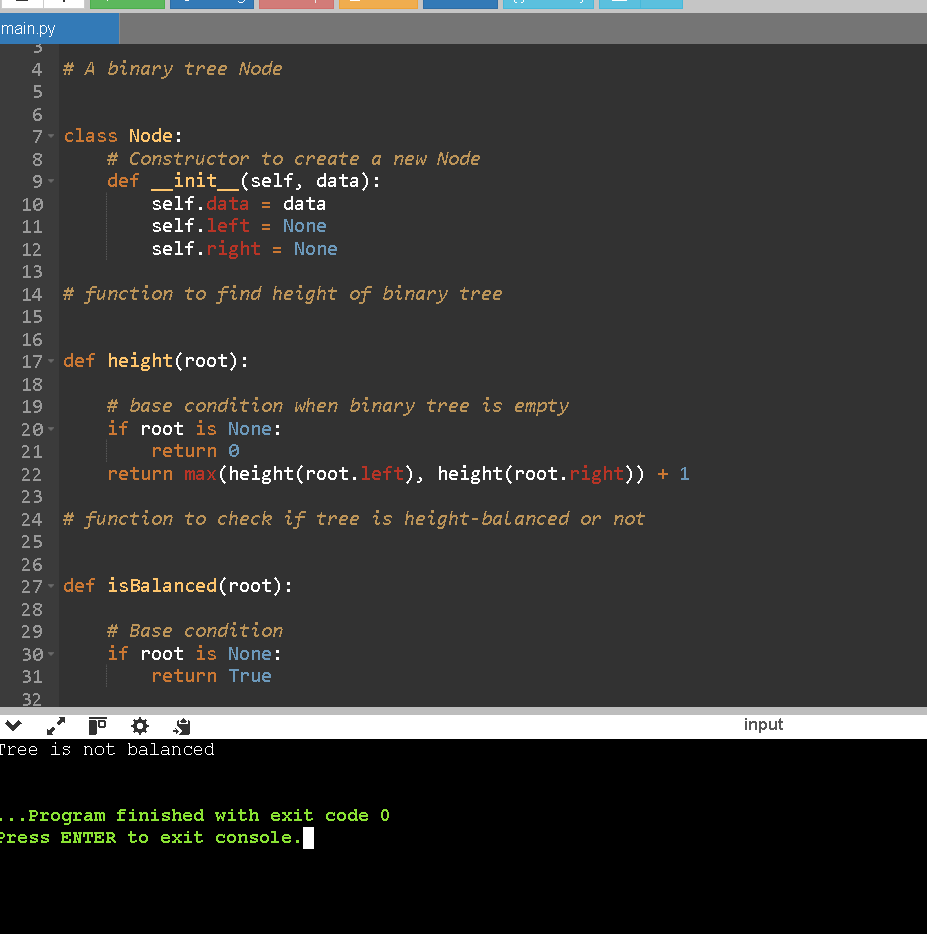 main.py
3
4 # A binary tree Node
5
6
7 class Node:
8 # Constructor to create a new Node
9 def __init__(self, data):
10 self.data = data
11 self.left = None
12 self.right = None
13
14 # function to find height of binary tree
15
16
17 def height(root):
18
19 # base condition when binary tree is empty
20 if root is None:
21 return 0
22 return max(height(root.left), height(root.right)) + 1
23
24 # function to check if tree is height-balanced or not
25
26
27 def isBalanced(root):
28
29 # Base condition
30 if root is None:
31 return True
32
input
Tree is not balanced
...Program finished with exit code 0
Press ENTER to exit console.